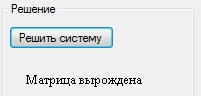 Решение
Решить систему
Матрица вырождена